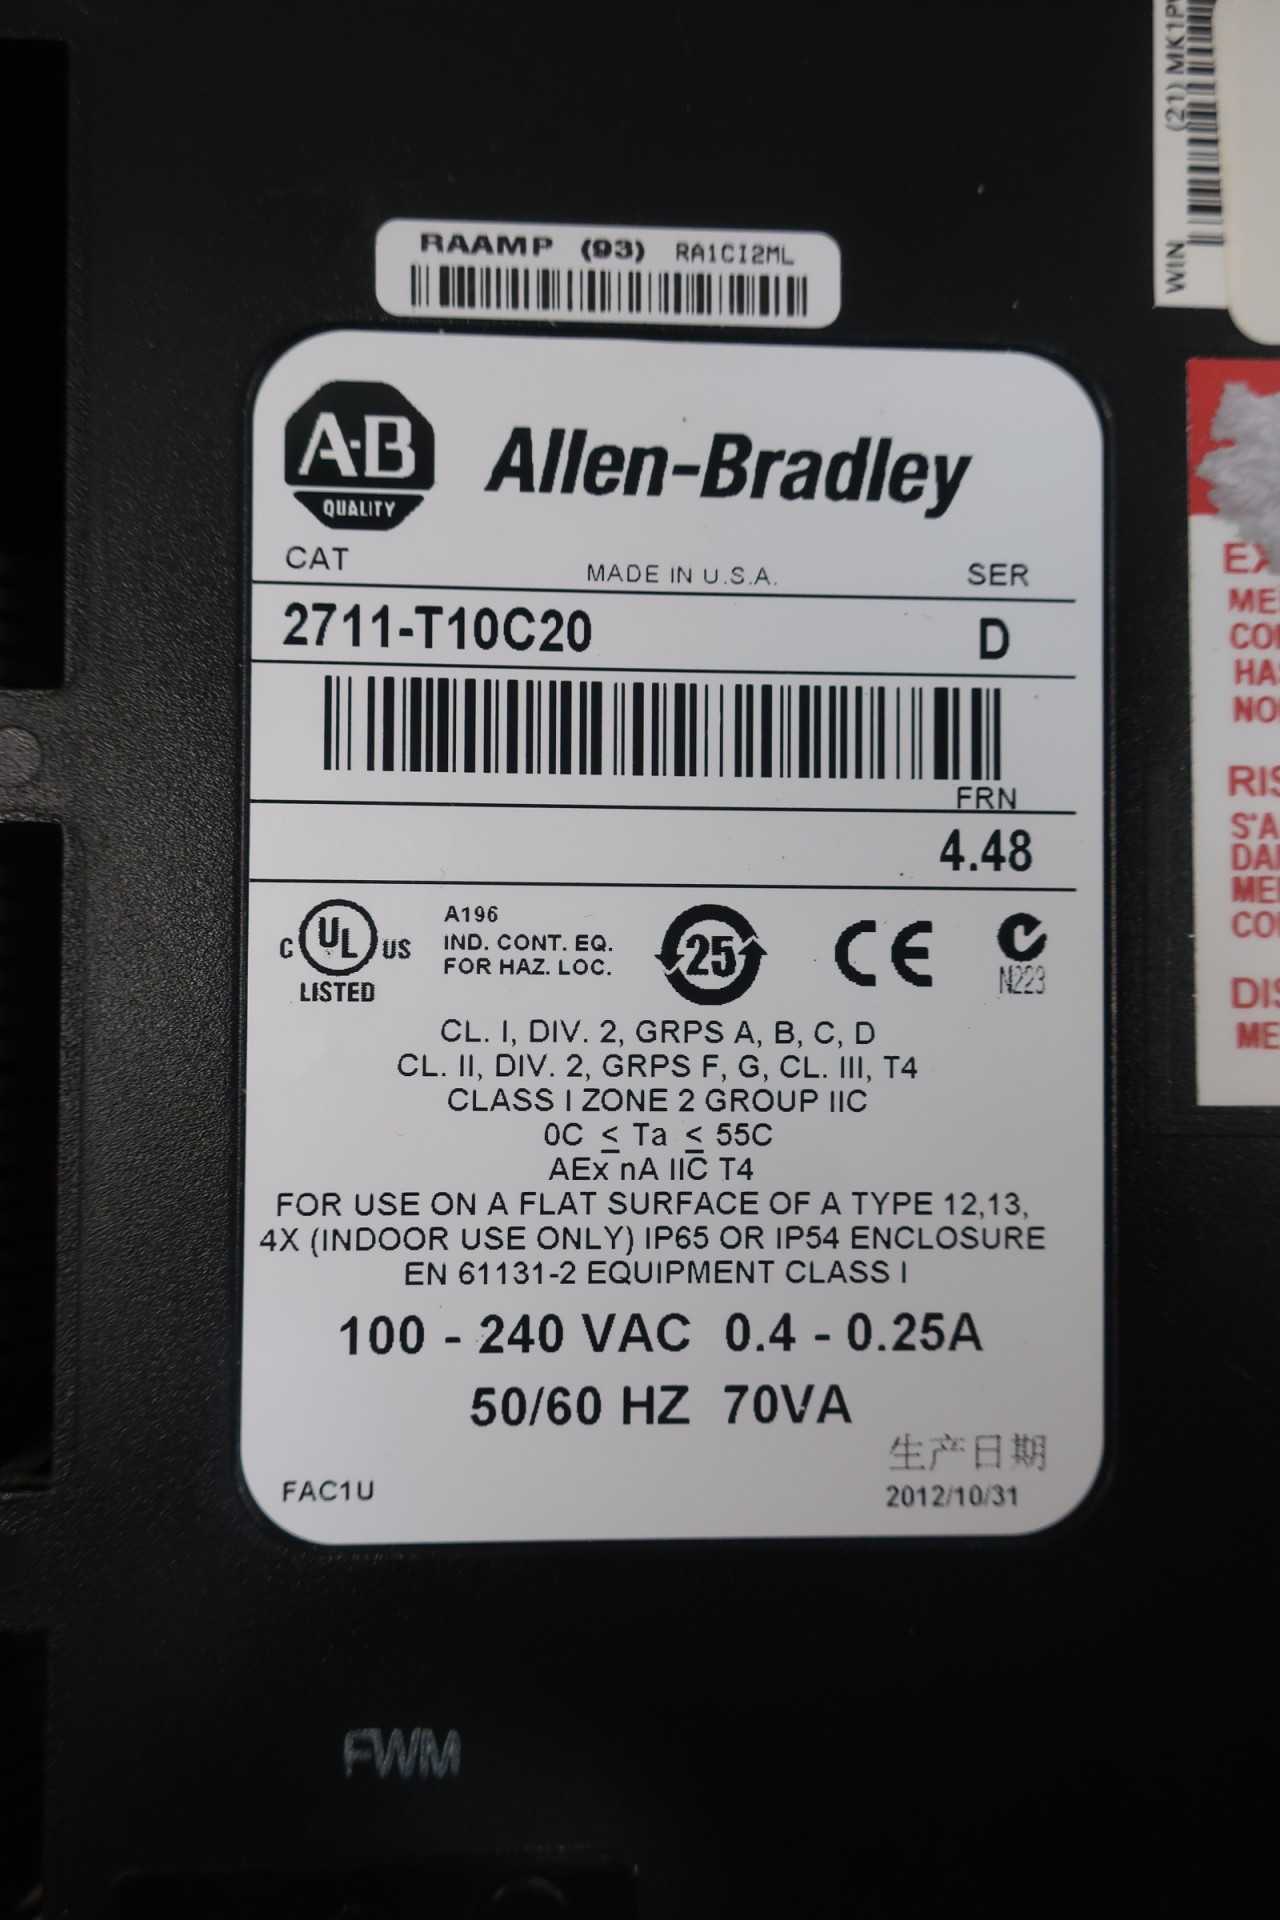 (21) MK1P
WIN
RAAMP (93) RA1CI2ML
A-B
QUALITY
Allen-Bradley
CAT MADE IN U.S.A. SER
2711-T10C20 D
FRN
4.48
C UL US
LISTED
A196
IND. CONT. EQ.
FOR HAZ. LOC.
25
CE
N223
CL. I, DIV. 2, GRPS A, B, C, D
CL. II, DIV. 2, GRPS F, G, CL. III, T4
CLASS I ZONE 2 GROUP IIC
0C ≤ Ta ≤ 55C
AEx nA IIC T4
FOR USE ON A FLAT SURFACE OF A TYPE 12,13,
4X (INDOOR USE ONLY) IP65 OR IP54 ENCLOSURE
EN 61131-2 EQUIPMENT CLASS I
100 - 240 VAC 0.4 - 0.25A
50/60 HZ 70VA
生产日期
FAC1U 2012/10/31
FWM
NO
RIS
S'A
DIS